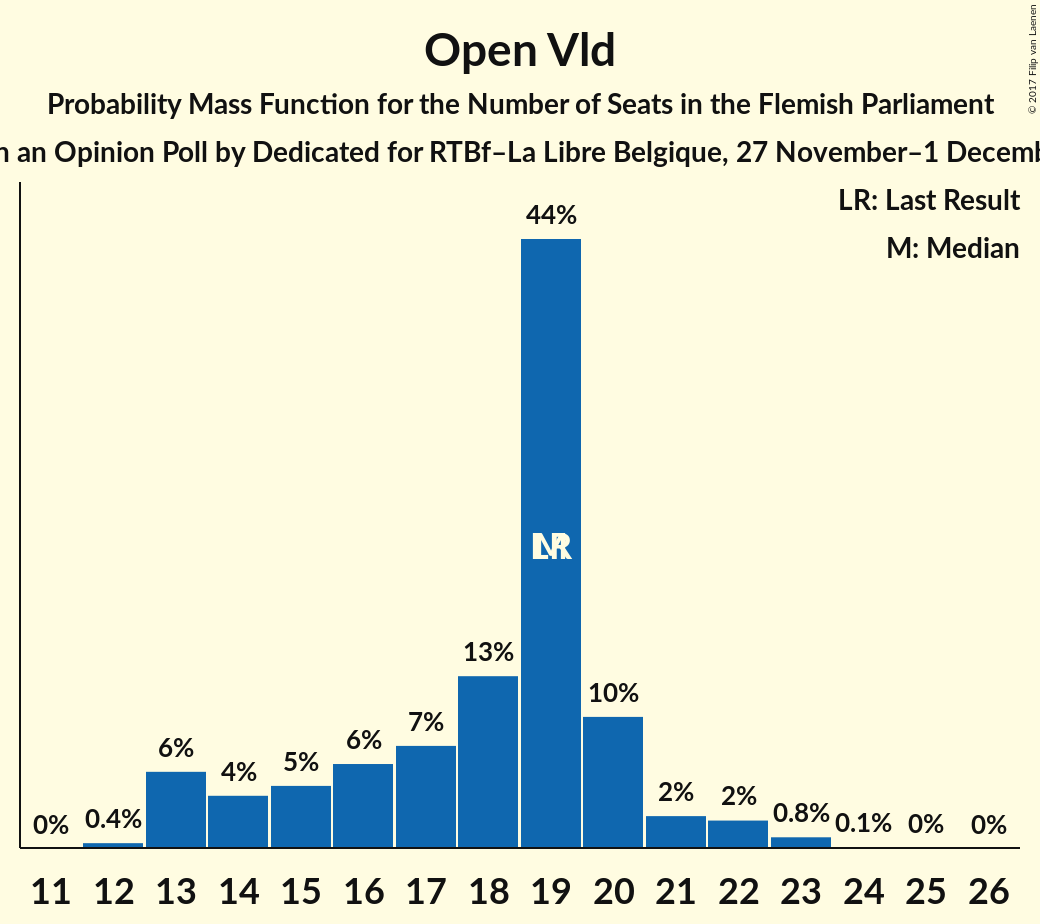 Open Vld
Probability Mass Function for the Number of Seats in the Flemish Parliament
an Opinion Poll by Dedicated for RTBf–La Libre Belgique, 27 November–1 Decemb
© 2017 Filip van Laenen
LR: Last Result
M: Median
44%
LR
M
13%
10%
7%
6%
6%
5%
4%
2%
2%
0.8%
0.4%
0.1%
0%
0%
0%
11 12 13 14 15 16 17 18 19 20 21 22 23 24 25 26